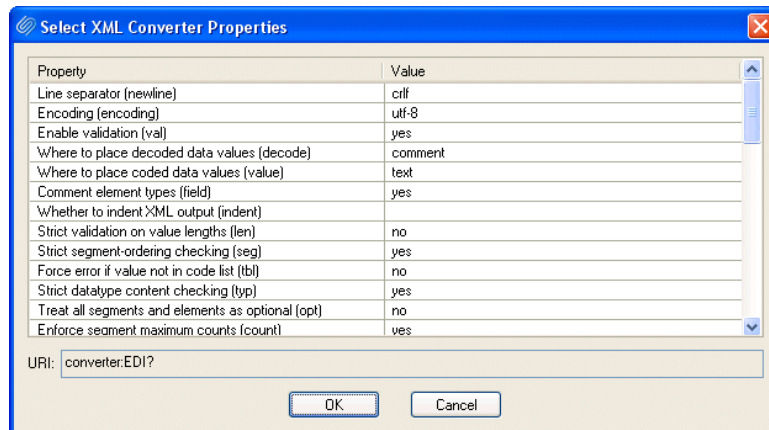 Select XML Converter Properties
Property Value
Line separator (newline) crlf
Encoding (encoding) utf-8
Enable validation (val) yes
Where to place decoded data values (decode) comment
Where to place coded data values (value) text
Comment element types (field) yes
Whether to indent XML output (indent)
Strict validation on value lengths (len) no
Strict segment-ordering checking (seg) yes
Force error if value not in code list (tbl) no
Strict datatype content checking (typ) yes
Treat all segments and elements as optional (opt) no
Enforce segment maximum counts (count) yes
URI: converter:EDI?
OK Cancel